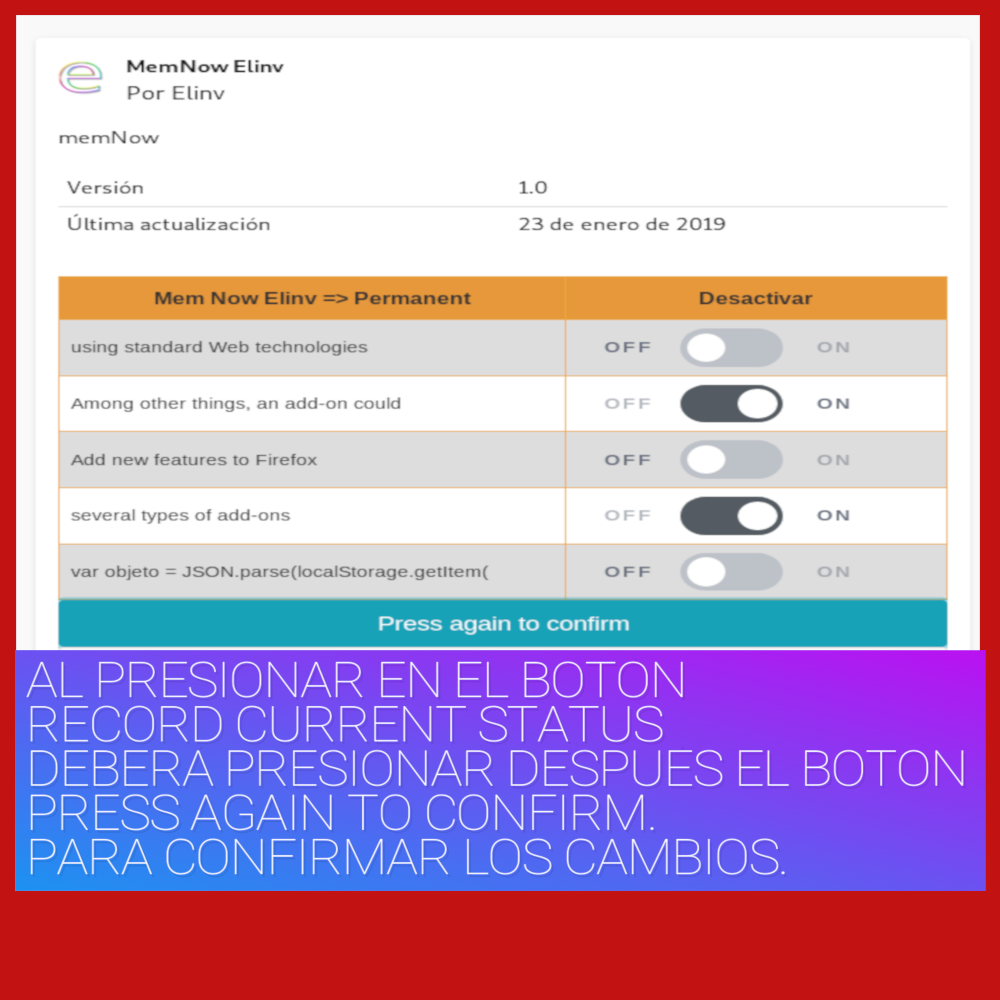 MemNow Elinv
Por Elinv
memNow
Versión 1.0
Última actualización 23 de enero de 2019
Mem Now Elinv => Permanent Desactivar
using standard Web technologies OFF ON
Among other things, an add-on could OFF ON
Add new features to Firefox OFF ON
several types of add-ons OFF ON
var objeto = JSON.parse(localStorage.getItem( OFF ON
Press again to confirm
AL PRESIONAR EN EL BOTON
RECORD CURRENT STATUS
DEBERA PRESIONAR DESPUES EL BOTON
PRESS AGAIN TO CONFIRM.
PARA CONFIRMAR LOS CAMBIOS.